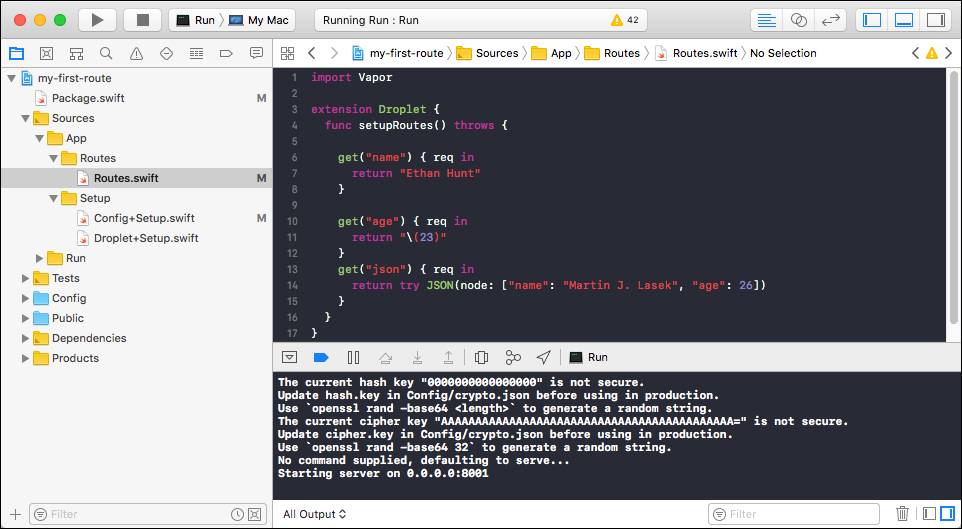 Run My Mac Running Run : Run 42
my-first-route Sources App Routes Routes.swift No Selection
my-first-route
Package.swift M
Sources
App
Routes
Routes.swift M
Setup
Config+Setup.swift M
Droplet+Setup.swift
Run
Tests
Config
Public
Dependencies
Products
Filter
1 import Vapor
2
3 extension Droplet {
4 func setupRoutes() throws {
5
6 get("name") { req in
7 return "Ethan Hunt"
8 }
9
10 get("age") { req in
11 return "\(23)"
12 }
13 get("json") { req in
14 return try JSON(node: ["name": "Martin J. Lasek", "age": 26])
15 }
16 }
17 }
Run
The current hash key "0000000000000000" is not secure.
Update hash.key in Config/crypto.json before using in production.
Use `openssl rand -base64 <length>` to generate a random string.
The current cipher key "AAAAAAAAAAAAAAAAAAAAAAAAAAAAAAAAAAAAAAAAAAA=" is not secure.
Update cipher.key in Config/crypto.json before using in production.
Use `openssl rand -base64 32` to generate a random string.
No command supplied, defaulting to serve...
Starting server on 0.0.0.0:8001
All Output Filter